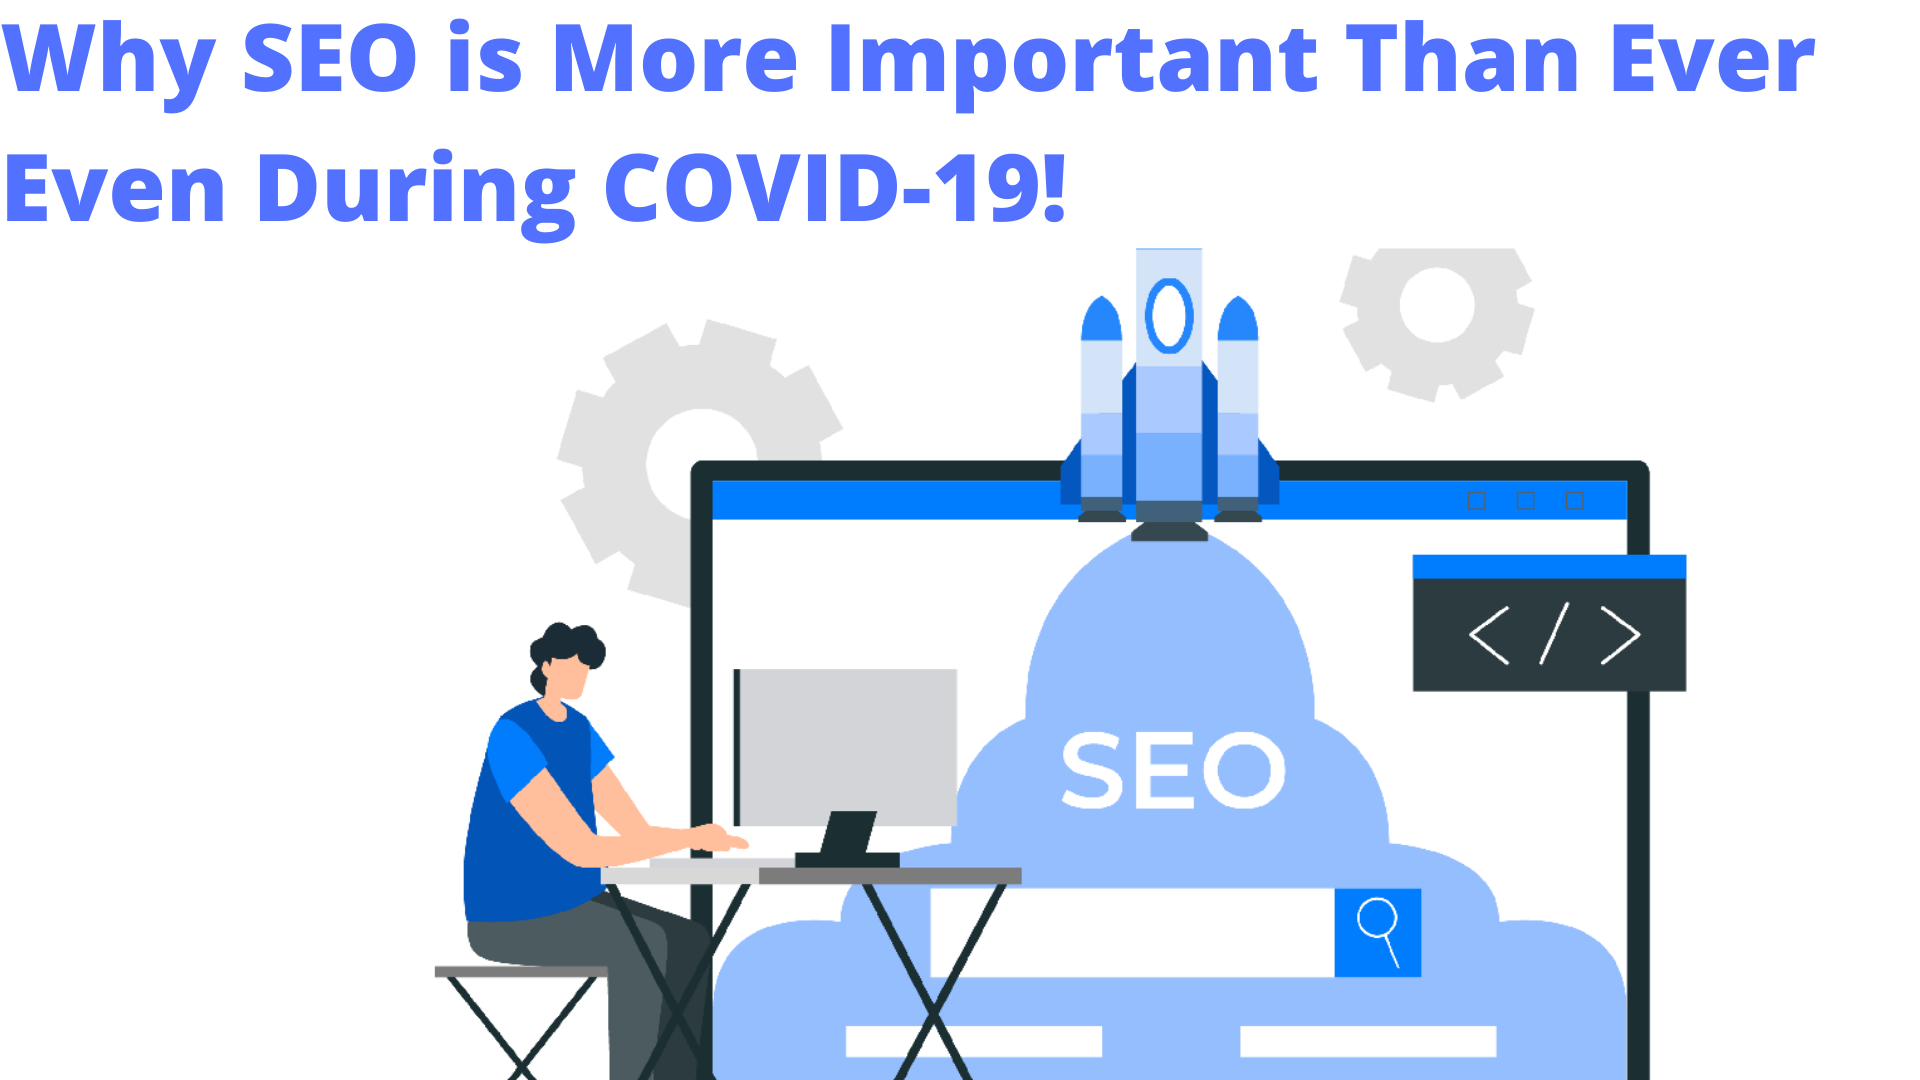 Why SEO is More Important Than Ever
Even During COVID-19!
</>
SEO